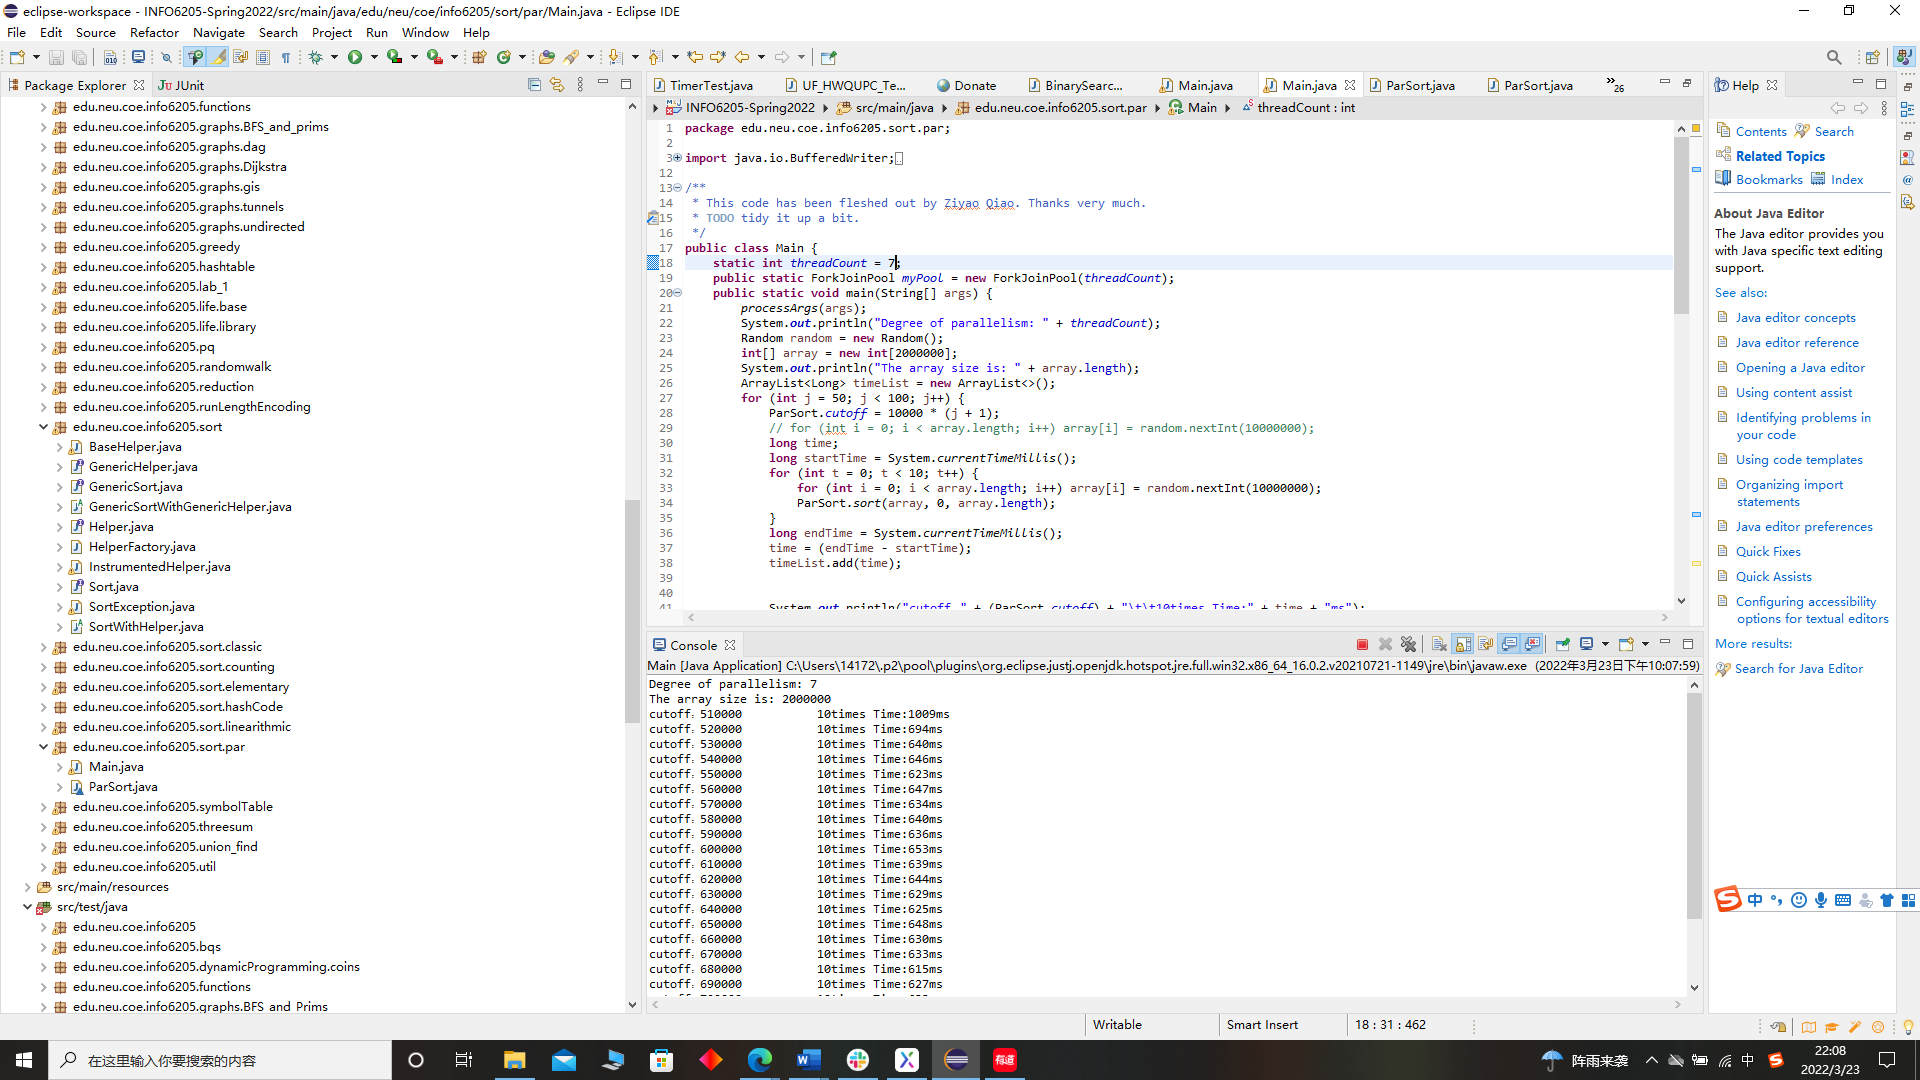 eclipse-workspace - INFO6205-Spring2022/src/main/java/edu/neu/coe/info6205/sort/par/Main.java - Eclipse IDE
File Edit Source Refactor Navigate Search Project Run Window Help
Package Explorer
JUnit
edu.neu.coe.info6205.functions
edu.neu.coe.info6205.graphs.BFS_and_prims
edu.neu.coe.info6205.graphs.dag
edu.neu.coe.info6205.graphs.Dijkstra
edu.neu.coe.info6205.graphs.gis
edu.neu.coe.info6205.graphs.tunnels
edu.neu.coe.info6205.graphs.undirected
edu.neu.coe.info6205.greedy
edu.neu.coe.info6205.hashtable
edu.neu.coe.info6205.lab_1
edu.neu.coe.info6205.life.base
edu.neu.coe.info6205.life.library
edu.neu.coe.info6205.pq
edu.neu.coe.info6205.randomwalk
edu.neu.coe.info6205.reduction
edu.neu.coe.info6205.runLengthEncoding
edu.neu.coe.info6205.sort
BaseHelper.java
GenericHelper.java
GenericSort.java
GenericSortWithGenericHelper.java
Helper.java
HelperFactory.java
InstrumentedHelper.java
Sort.java
SortException.java
SortWithHelper.java
edu.neu.coe.info6205.sort.classic
edu.neu.coe.info6205.sort.counting
edu.neu.coe.info6205.sort.elementary
edu.neu.coe.info6205.sort.hashCode
edu.neu.coe.info6205.sort.linearithmic
edu.neu.coe.info6205.sort.par
Main.java
ParSort.java
edu.neu.coe.info6205.symbolTable
edu.neu.coe.info6205.threesum
edu.neu.coe.info6205.union_find
edu.neu.coe.info6205.util
src/main/resources
src/test/java
edu.neu.coe.info6205
edu.neu.coe.info6205.bqs
edu.neu.coe.info6205.dynamicProgramming.coins
edu.neu.coe.info6205.functions
edu.neu.coe.info6205.graphs.BFS_and_Prims
TimerTest.java UF_HWQUPC_Te... Donate BinarySearc... Main.java Main.java ParSort.java ParSort.java »26
INFO6205-Spring2022 src/main/java edu.neu.coe.info6205.sort.par Main threadCount : int
1 package edu.neu.coe.info6205.sort.par;
2
3 import java.io.BufferedWriter;
12
13 /**
14 * This code has been fleshed out by Ziyao Qiao. Thanks very much.
15 * TODO tidy it up a bit.
16 */
17 public class Main {
18 static int threadCount = 7;
19 public static ForkJoinPool myPool = new ForkJoinPool(threadCount);
20 public static void main(String[] args) {
21 processArgs(args);
22 System.out.println("Degree of parallelism: " + threadCount);
23 Random random = new Random();
24 int[] array = new int[2000000];
25 System.out.println("The array size is: " + array.length);
26 ArrayList<Long> timeList = new ArrayList<>();
27 for (int j = 50; j < 100; j++) {
28 ParSort.cutoff = 10000 * (j + 1);
29 // for (int i = 0; i < array.length; i++) array[i] = random.nextInt(10000000);
30 long time;
31 long startTime = System.currentTimeMillis();
32 for (int t = 0; t < 10; t++) {
33 for (int i = 0; i < array.length; i++) array[i] = random.nextInt(10000000);
34 ParSort.sort(array, 0, array.length);
35 }
36 long endTime = System.currentTimeMillis();
37 time = (endTime - startTime);
38 timeList.add(time);
39
40
41 System.out.println("cutoff：" + (ParSort.cutoff) + "\t\t10times Time:" + time + "ms");
Console
Main [Java Application] C:\Users\14172\.p2\pool\plugins\org.eclipse.justj.openjdk.hotspot.jre.full.win32.x86_64_16.0.2.v20210721-1149\jre\bin\javaw.exe (2022年3月23日下午10:07:59)
Degree of parallelism: 7
The array size is: 2000000
cutoff：510000 10times Time:1009ms
cutoff：520000 10times Time:694ms
cutoff：530000 10times Time:640ms
cutoff：540000 10times Time:646ms
cutoff：550000 10times Time:623ms
cutoff：560000 10times Time:647ms
cutoff：570000 10times Time:634ms
cutoff：580000 10times Time:640ms
cutoff：590000 10times Time:636ms
cutoff：600000 10times Time:653ms
cutoff：610000 10times Time:639ms
cutoff：620000 10times Time:644ms
cutoff：630000 10times Time:629ms
cutoff：640000 10times Time:625ms
cutoff：650000 10times Time:648ms
cutoff：660000 10times Time:630ms
cutoff：670000 10times Time:633ms
cutoff：680000 10times Time:615ms
cutoff：690000 10times Time:627ms
Help
Contents Search
Related Topics
Bookmarks Index
About Java Editor
The Java editor provides you
with Java specific text editing
support.
See also:
Java editor concepts
Java editor reference
Opening a Java editor
Using content assist
Identifying problems in
your code
Using code templates
Organizing import
statements
Java editor preferences
Quick Fixes
Quick Assists
Configuring accessibility
options for textual editors
More results:
Search for Java Editor
中
Writable Smart Insert 18 : 31 : 462
在这里输入你要搜索的内容
有道
阵雨来袭
中
22:08
2022/3/23